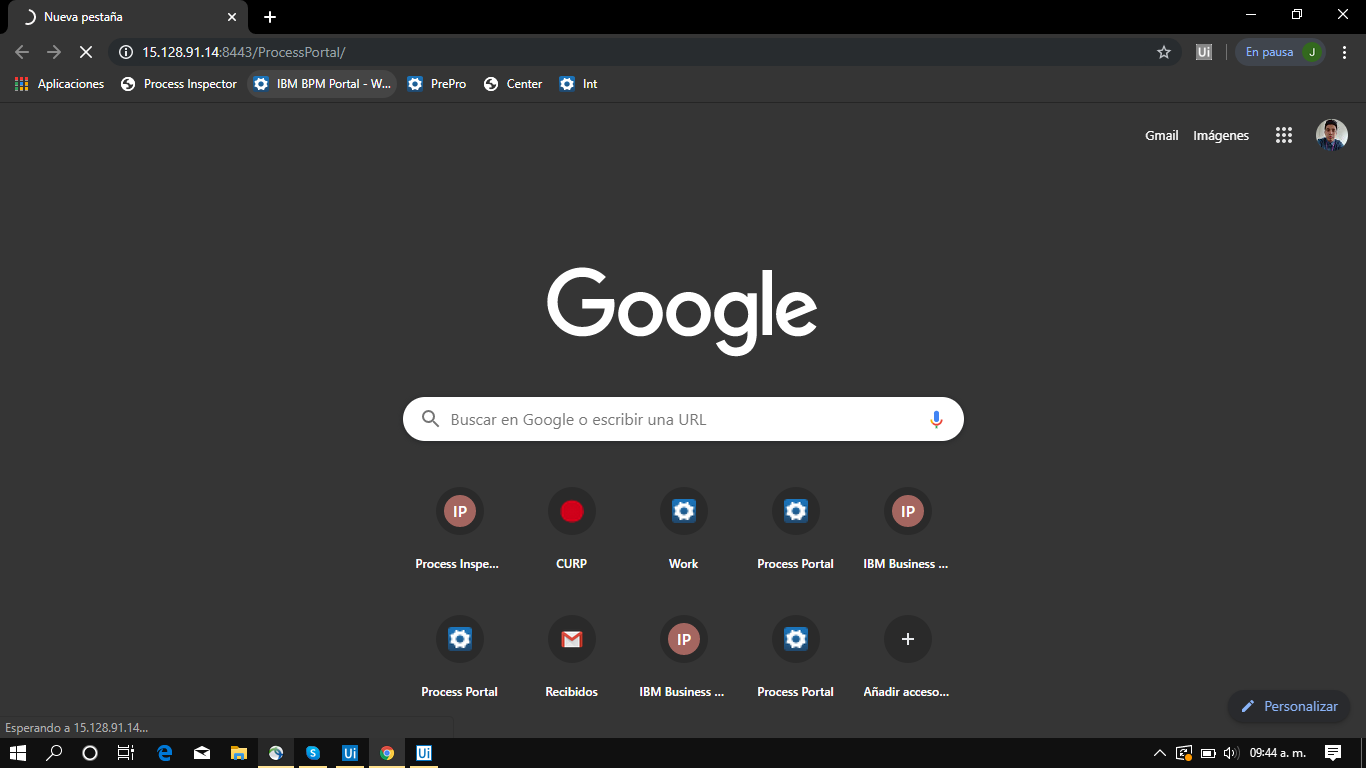 Nueva pestaña
15.128.91.14:8443/ProcessPortal/
Ui
En pausa
J
Aplicaciones
Process Inspector
IBM BPM Portal - W...
PrePro
Center
Int
Gmail
Imágenes
Google
Buscar en Google o escribir una URL
IP
IP
Process Inspe...
CURP
Work
Process Portal
IBM Business ...
IP
Process Portal
Recibidos
IBM Business ...
Process Portal
Añadir acceso...
Personalizar
Esperando a 15.128.91.14...
S
Ui
Ui
09:44 a. m.